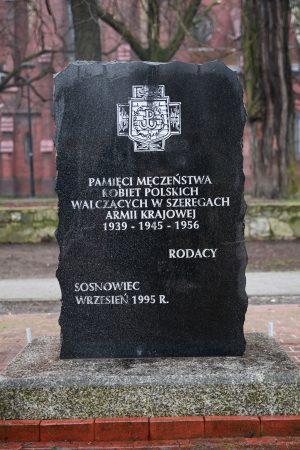 PAMIĘCI MĘCZEŃSTWA
KOBIET POLSKICH
WALCZĄCYCH W SZEREGACH
ARMII KRAJOWEJ
1939 - 1945 - 1956
RODACY
SOSNOWIEC
WRZESIEŃ 1995 R.